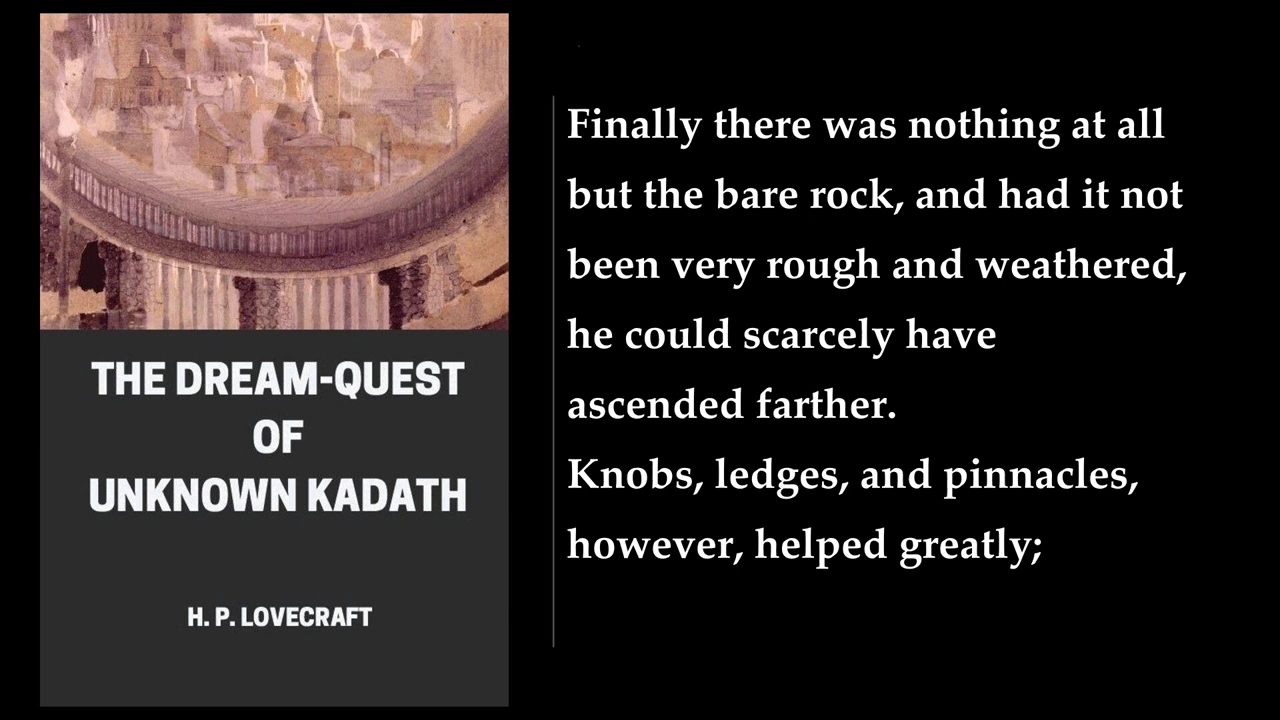 THE DREAM-QUEST
OF
UNKNOWN KADATH
H. P. LOVECRAFT
Finally there was nothing at all
but the bare rock, and had it not
been very rough and weathered,
he could scarcely have
ascended farther.
Knobs, ledges, and pinnacles,
however, helped greatly;